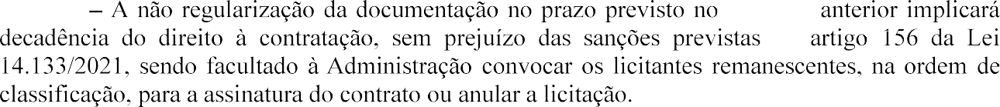 – A não regularização da documentação no prazo previsto no anterior implicará
decadência do direito à contratação, sem prejuízo das sanções previstas artigo 156 da Lei
14.133/2021, sendo facultado à Administração convocar os licitantes remanescentes, na ordem de
classificação, para a assinatura do contrato ou anular a licitação.